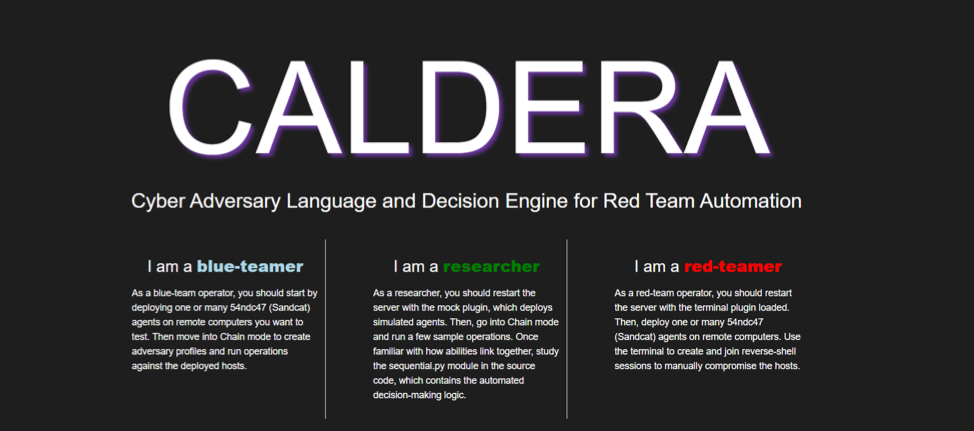 CALDERA
Cyber Adversary Language and Decision Engine for Red Team Automation
I am a blue-teamer
As a blue-team operator, you should start by
deploying one or many 54ndc47 (Sandcat)
agents on remote computers you want to
test. Then move into Chain mode to create
adversary profiles and run operations
against the deployed hosts.
I am a researcher
As a researcher, you should restart the
server with the mock plugin, which deploys
simulated agents. Then, go into Chain mode
and run a few sample operations. Once
familiar with how abilities link together, study
the sequential.py module in the source
code, which contains the automated
decision-making logic.
I am a red-teamer
As a red-team operator, you should restart
the server with the terminal plugin loaded.
Then, deploy one or many 54ndc47
(Sandcat) agents on remote computers. Use
the terminal to create and join reverse-shell
sessions to manually compromise the hosts.